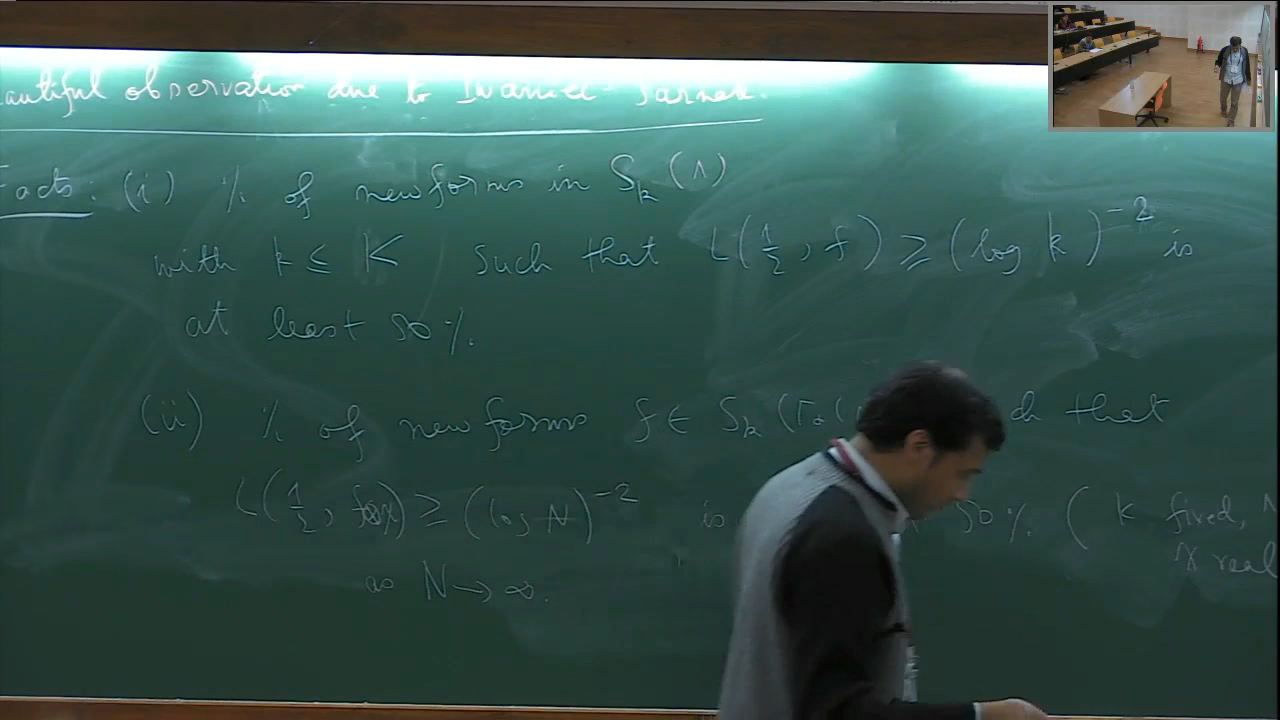 autiful observation due to Iwaniec - Sarnak.
Facts: (i) % of newforms in S_k(1)
with k ≤ K such that L(1/2, f) ≥ (log k)^{-2} is
at least 50 %.
(ii) % of newforms f ∈ S_k(Γ_0( that
L(1/2, f⊗χ) ≥ (log N)^{-2} is 50 % ( k fixed, N
χ real
as N → ∞.